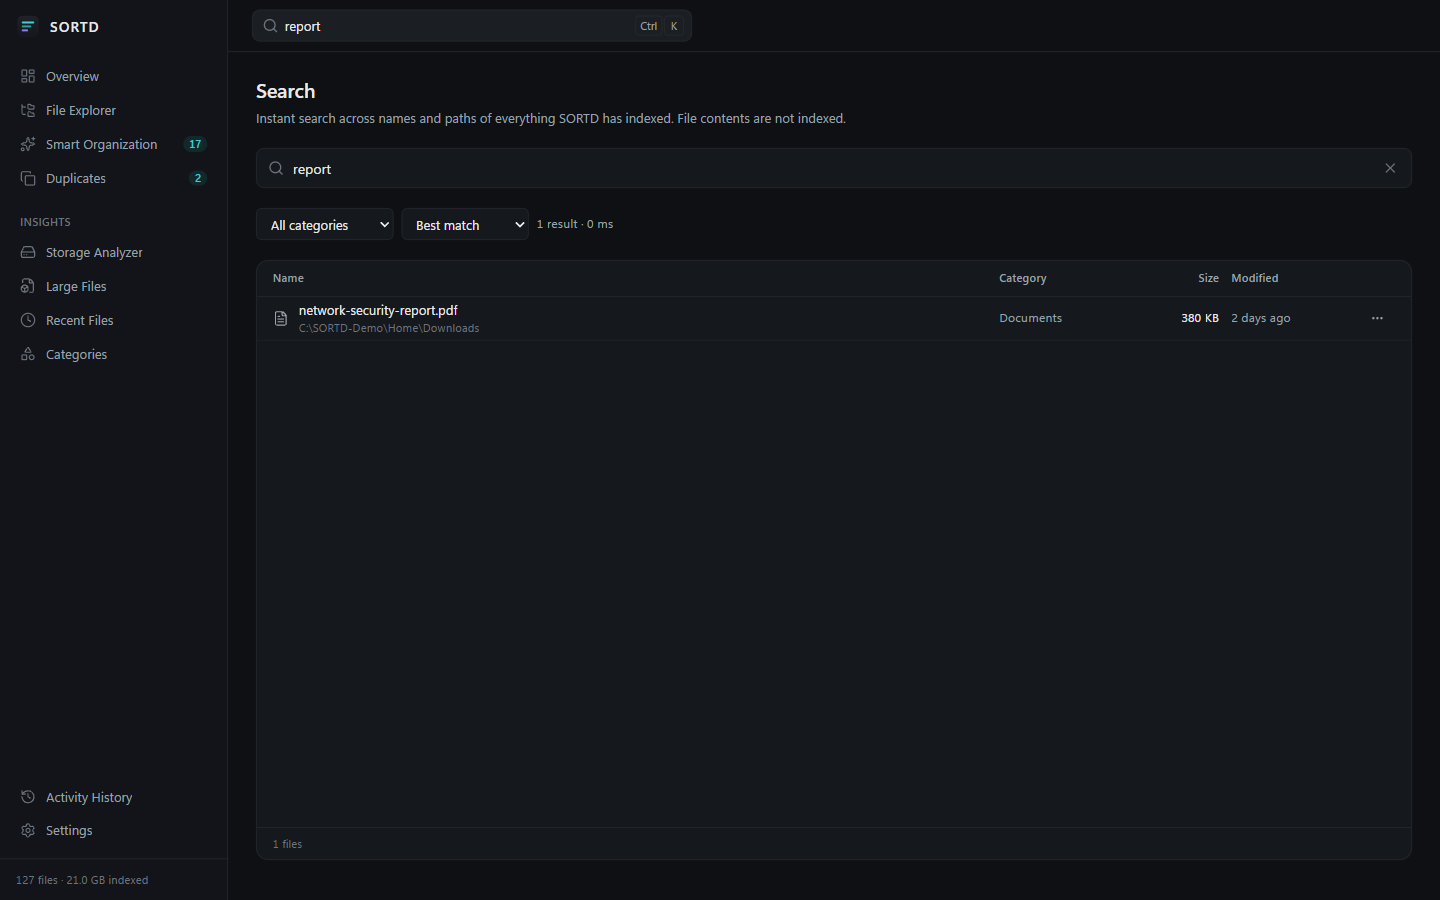 SORTD
report
Ctrl K
Overview
File Explorer
Smart Organization 17
Duplicates 2
INSIGHTS
Storage Analyzer
Large Files
Recent Files
Categories
Activity History
Settings
127 files · 21.0 GB indexed
Search
Instant search across names and paths of everything SORTD has indexed. File contents are not indexed.
report
All categories Best match 1 result · 0 ms
Name Category Size Modified
network-security-report.pdf
C:\SORTD-Demo\Home\Downloads
Documents 380 KB 2 days ago
1 files